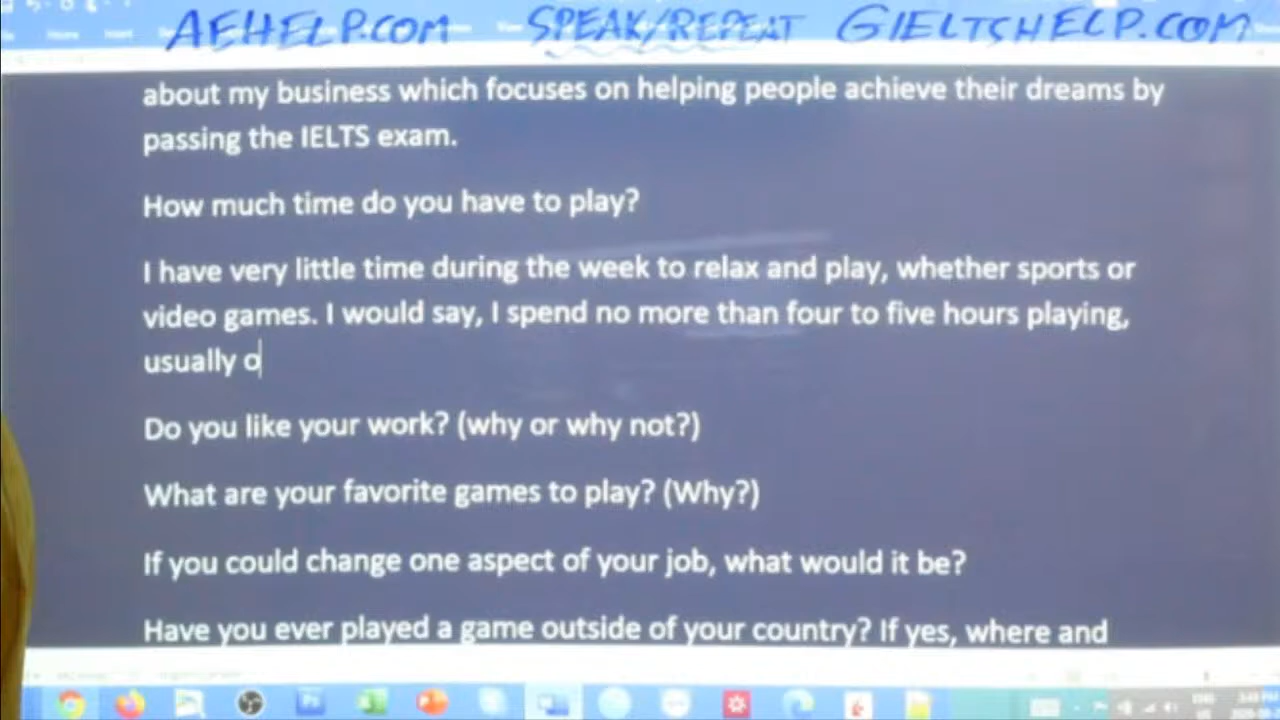 AEHELP.COM SPEAK/REPEAT GIELTSHELP.COM
about my business which focuses on helping people achieve their dreams by
passing the IELTS exam.
How much time do you have to play?
I have very little time during the week to relax and play, whether sports or
video games. I would say, I spend no more than four to five hours playing,
usually o
Do you like your work? (why or why not?)
What are your favorite games to play? (Why?)
If you could change one aspect of your job, what would it be?
Have you ever played a game outside of your country? If yes, where and